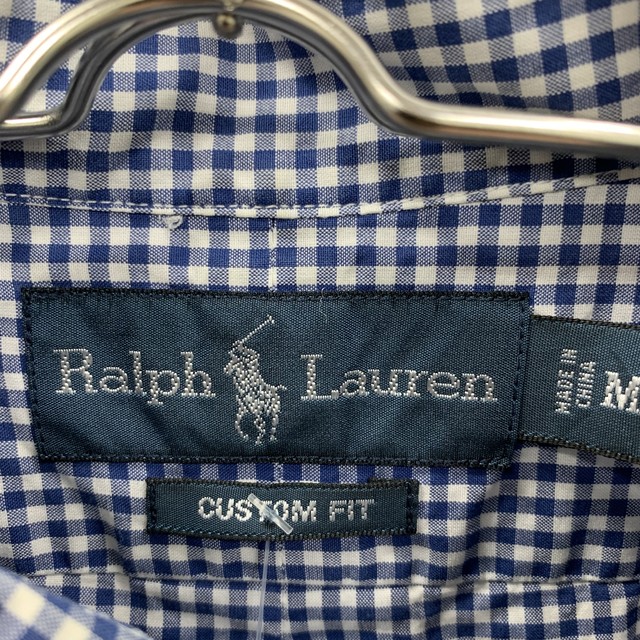 Ralph Lauren
MADE IN
CHINA
M
CUSTOM FIT